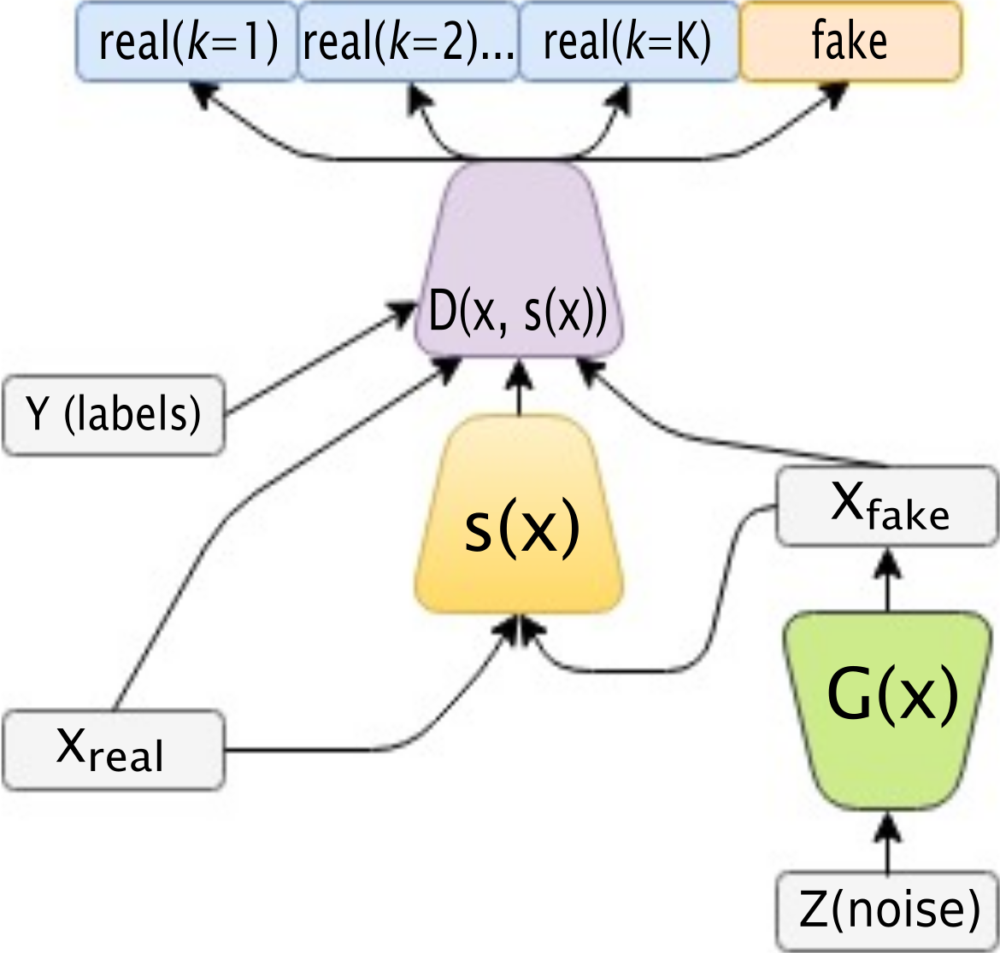 real(k=1) real(k=2)... real(k=K) fake
D(x, s(x))
Y (labels)
s(x)
Xfake
G(x)
Xreal
Z(noise)